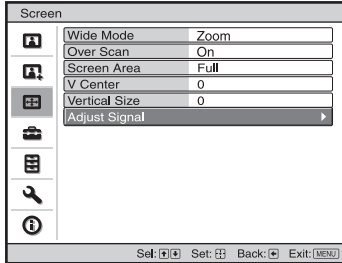 Screen
Wide Mode Zoom
Over Scan On
Screen Area Full
V Center 0
Vertical Size 0
Adjust Signal
Sel: Set: Back: Exit: MENU